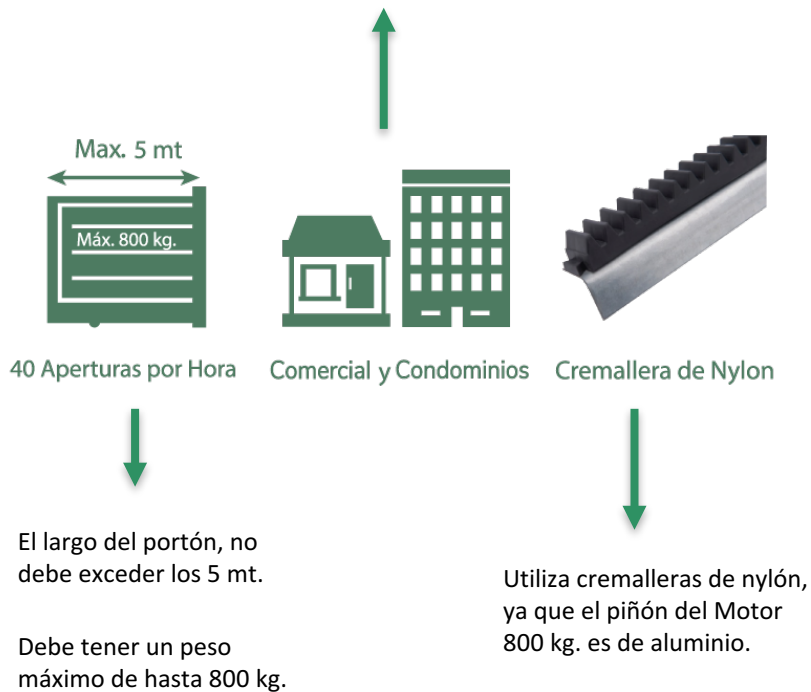 Max. 5 mt
Máx. 800 kg.
40 Aperturas por Hora
Comercial y Condominios
Cremallera de Nylon
El largo del portón, no
debe exceder los 5 mt.
Debe tener un peso
máximo de hasta 800 kg.
Utiliza cremalleras de nylón,
ya que el piñón del Motor
800 kg. es de aluminio.